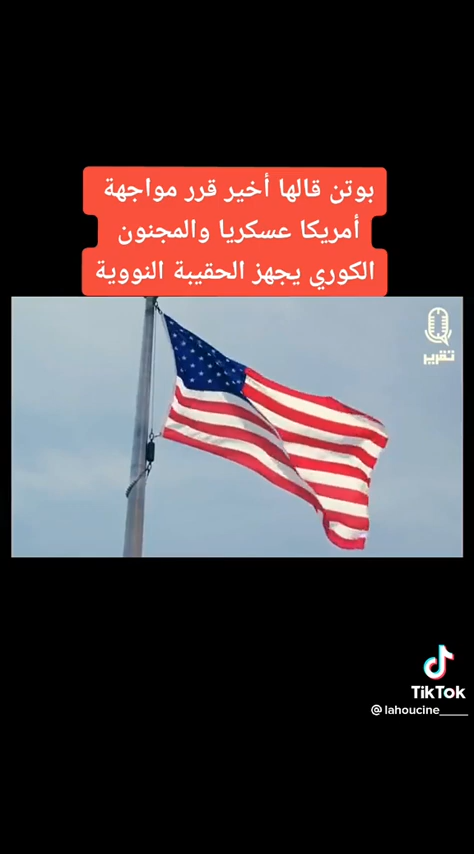 بوتن قالها أخير قرر مواجهة
أمريكا عسكريا والمجنون
الكوري يجهز الحقيبة النووية
تقرير
TikTok
@lahoucine_____